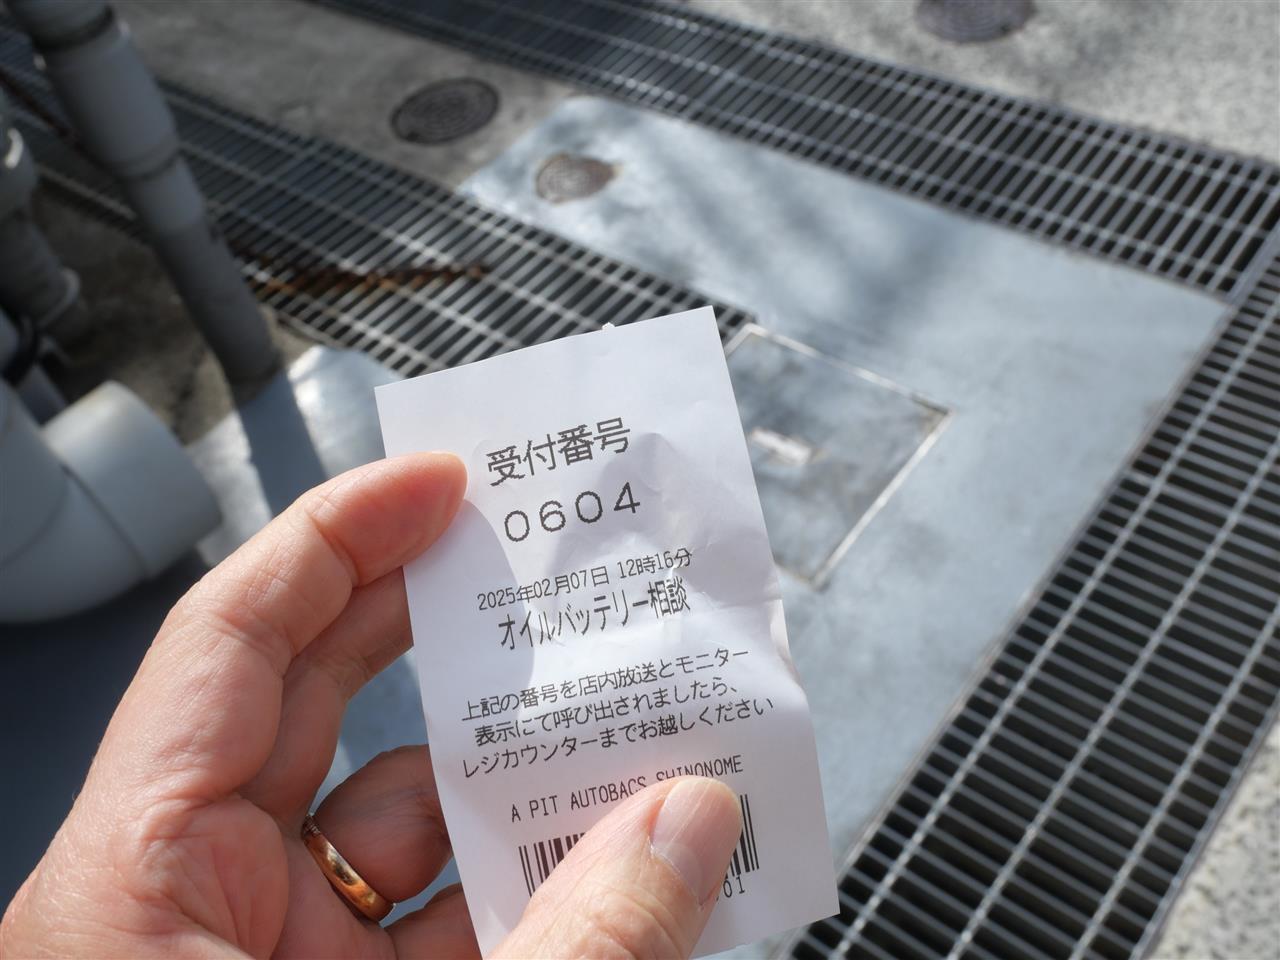 受付番号
0604
2025年02月07日 12時16分
オイルバッテリー相談
上記の番号を店内放送とモニター
表示にて呼び出されましたら、
レジカウンターまでお越しください
A PIT AUTOBACS SHINONOME
61